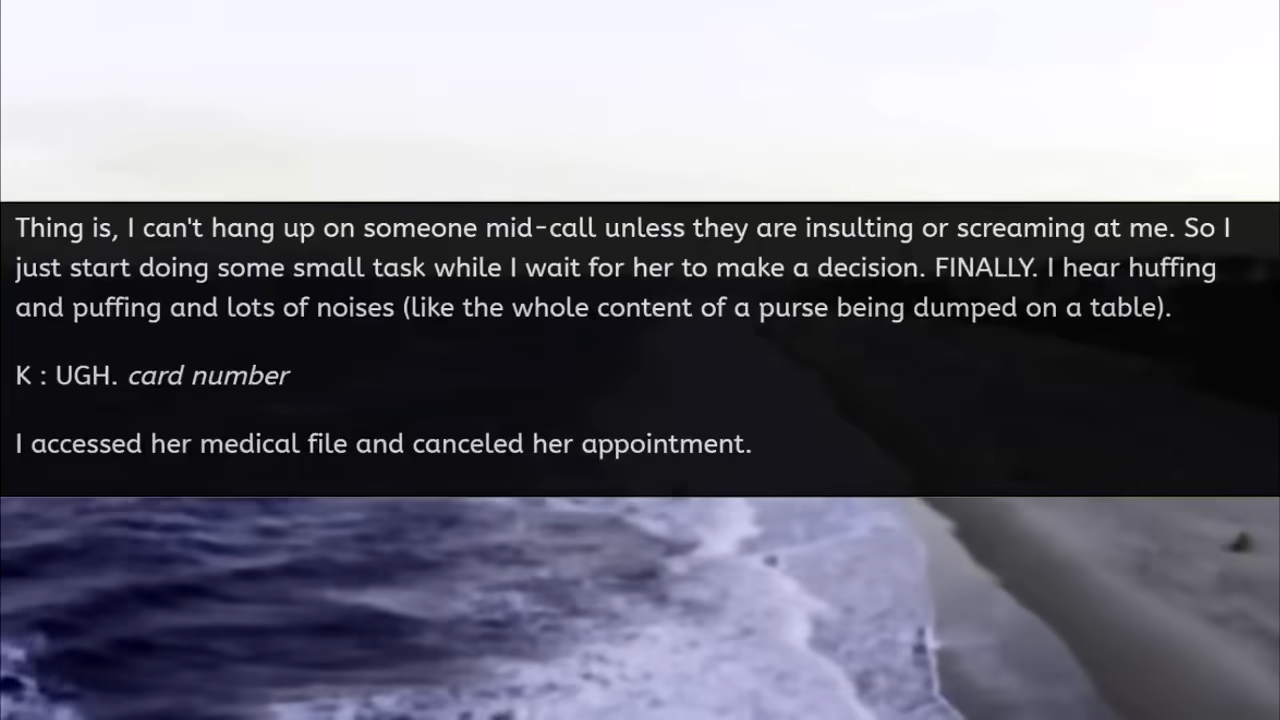 Thing is, I can't hang up on someone mid-call unless they are insulting or screaming at me. So I
just start doing some small task while I wait for her to make a decision. FINALLY. I hear huffing
and puffing and lots of noises (like the whole content of a purse being dumped on a table).
K : UGH. card number
I accessed her medical file and canceled her appointment.